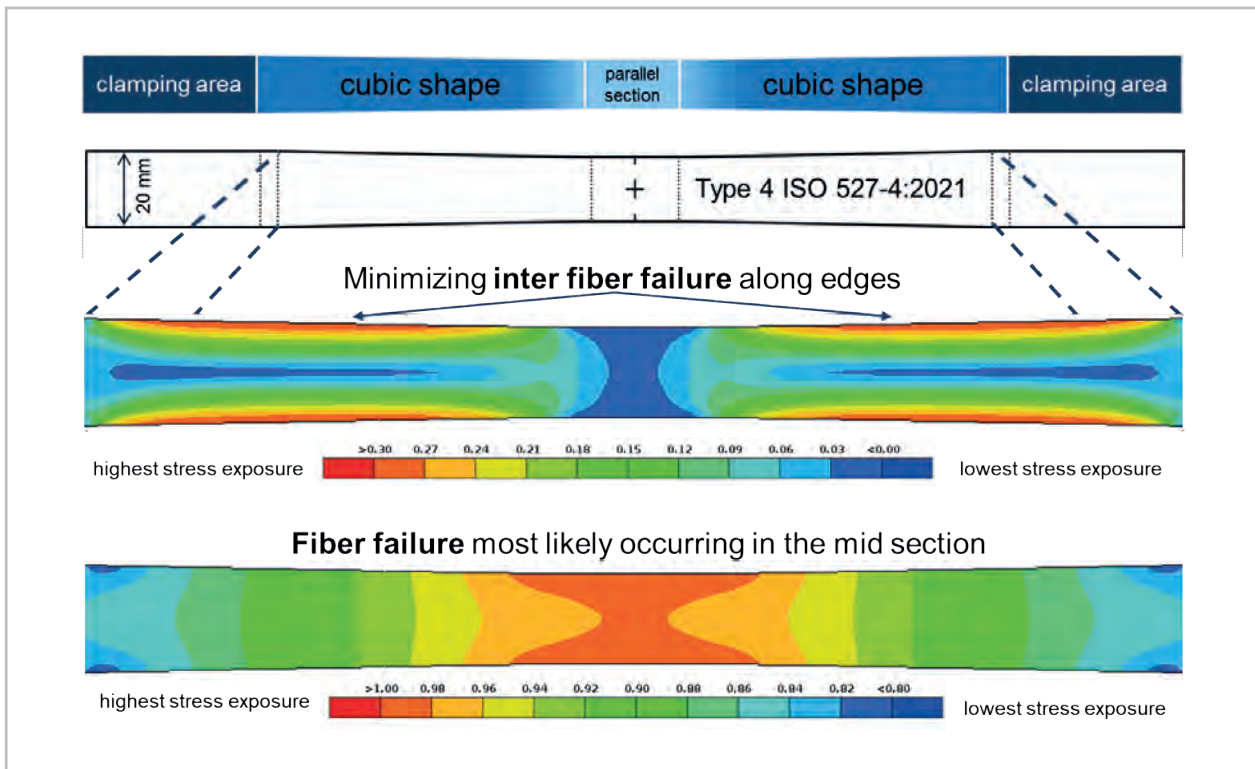 clamping area
cubic shape
parallel
section
cubic shape
clamping area
20 mm
Type 4 ISO 527-4:2021
Minimizing inter fiber failure along edges
>0.30 0.27 0.24 0.21 0.18 0.15 0.12 0.09 0.06 0.03 <0.00
highest stress exposure
lowest stress exposure
Fiber failure most likely occurring in the mid section
>1.00 0.98 0.96 0.94 0.92 0.90 0.88 0.86 0.84 0.82 <0.80
highest stress exposure
lowest stress exposure